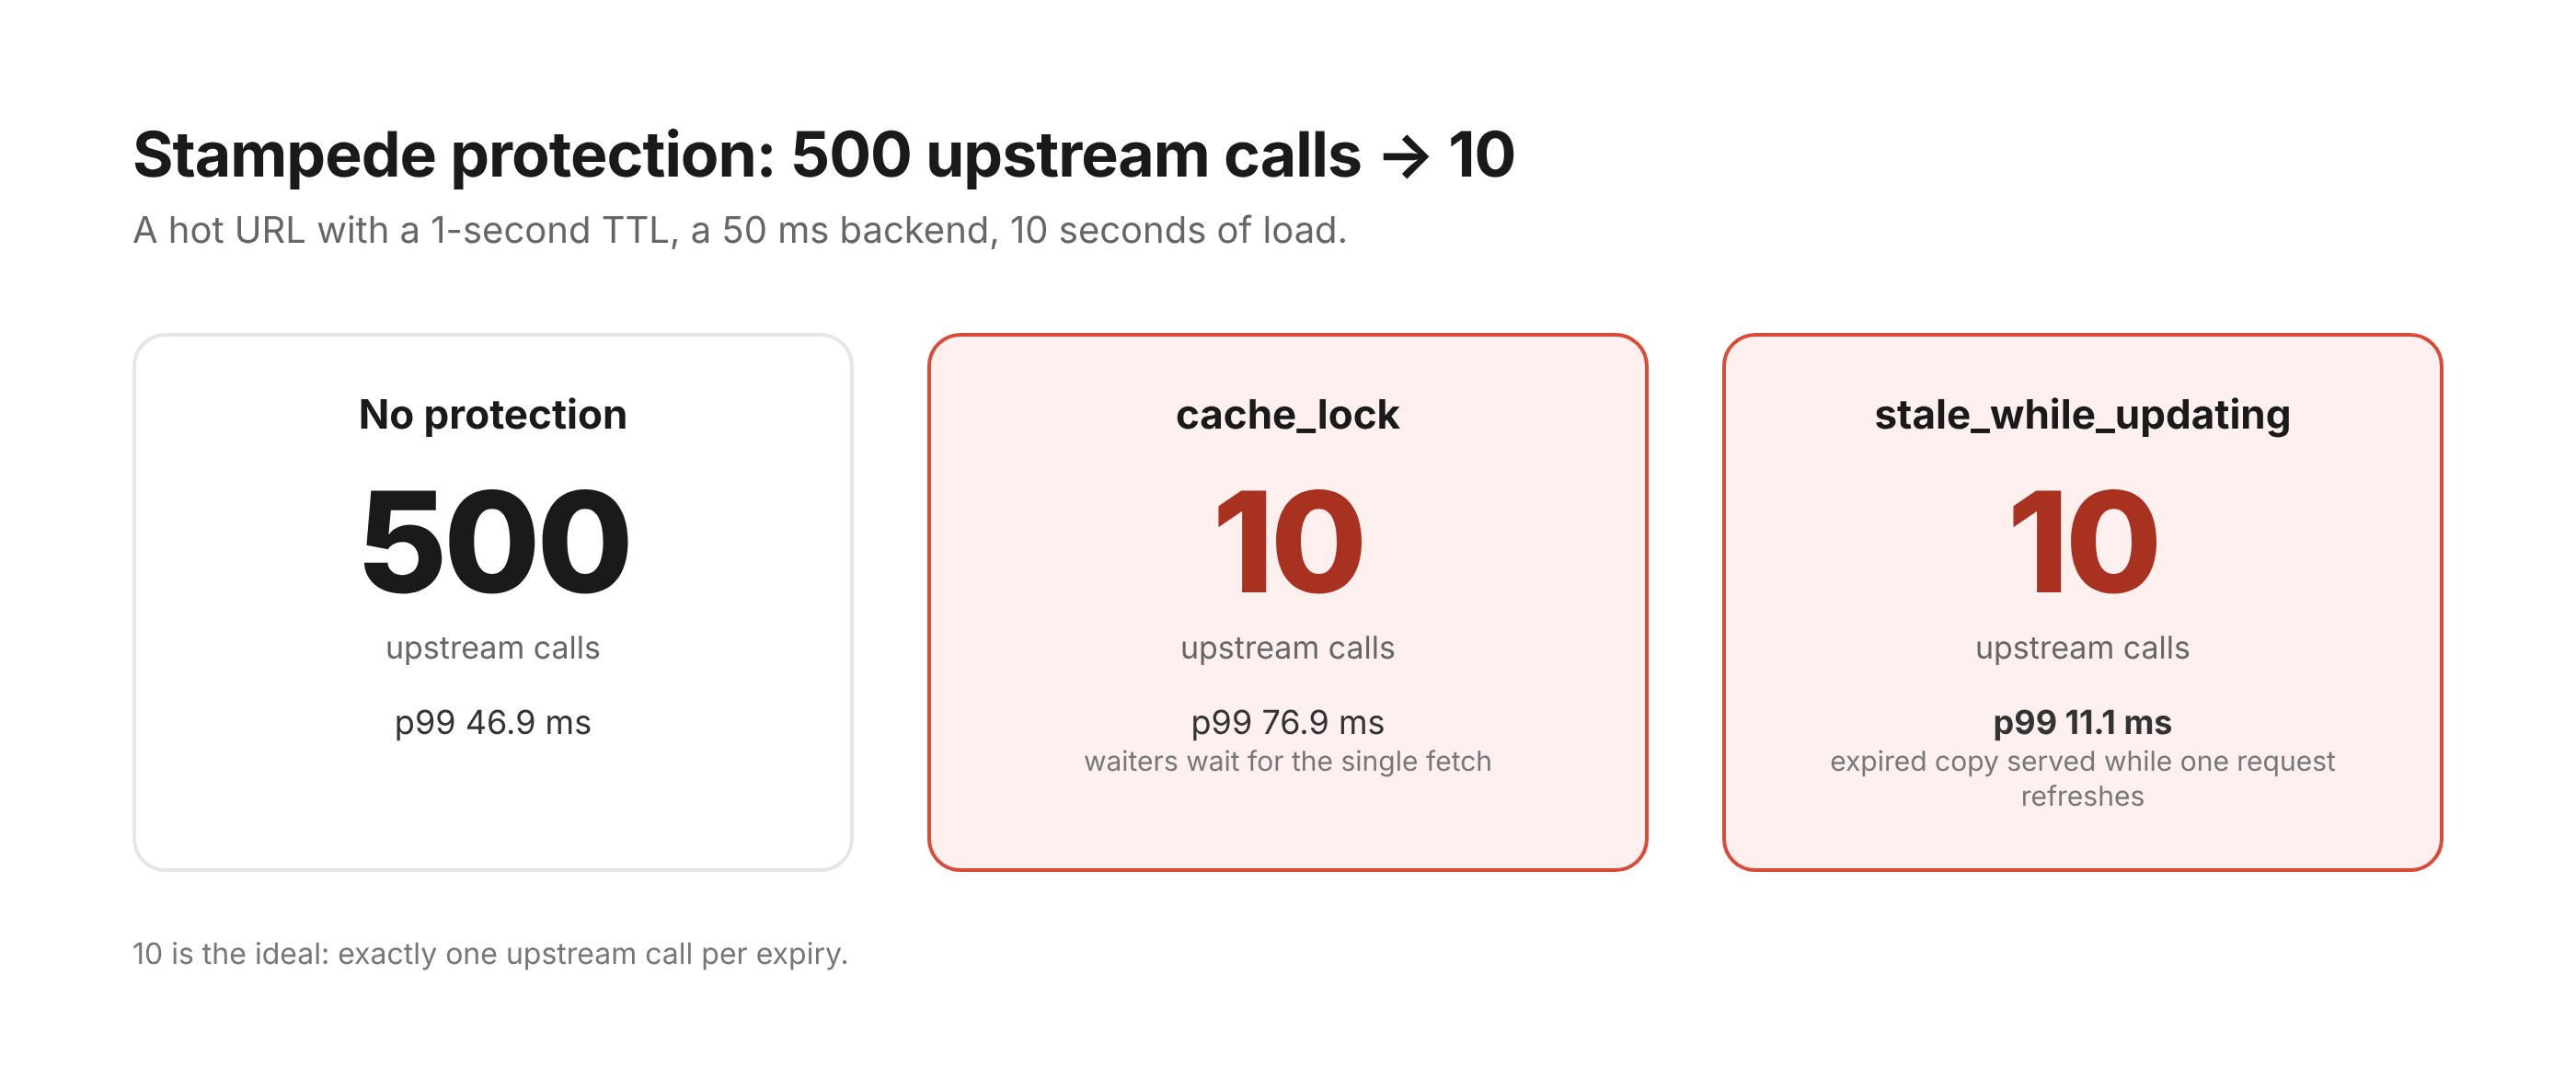 Stampede protection: 500 upstream calls → 10
A hot URL with a 1-second TTL, a 50 ms backend, 10 seconds of load.
No protection
500
upstream calls
p99 46.9 ms
cache_lock
10
upstream calls
p99 76.9 ms
waiters wait for the single fetch
stale_while_updating
10
upstream calls
p99 11.1 ms
expired copy served while one request
refreshes
10 is the ideal: exactly one upstream call per expiry.